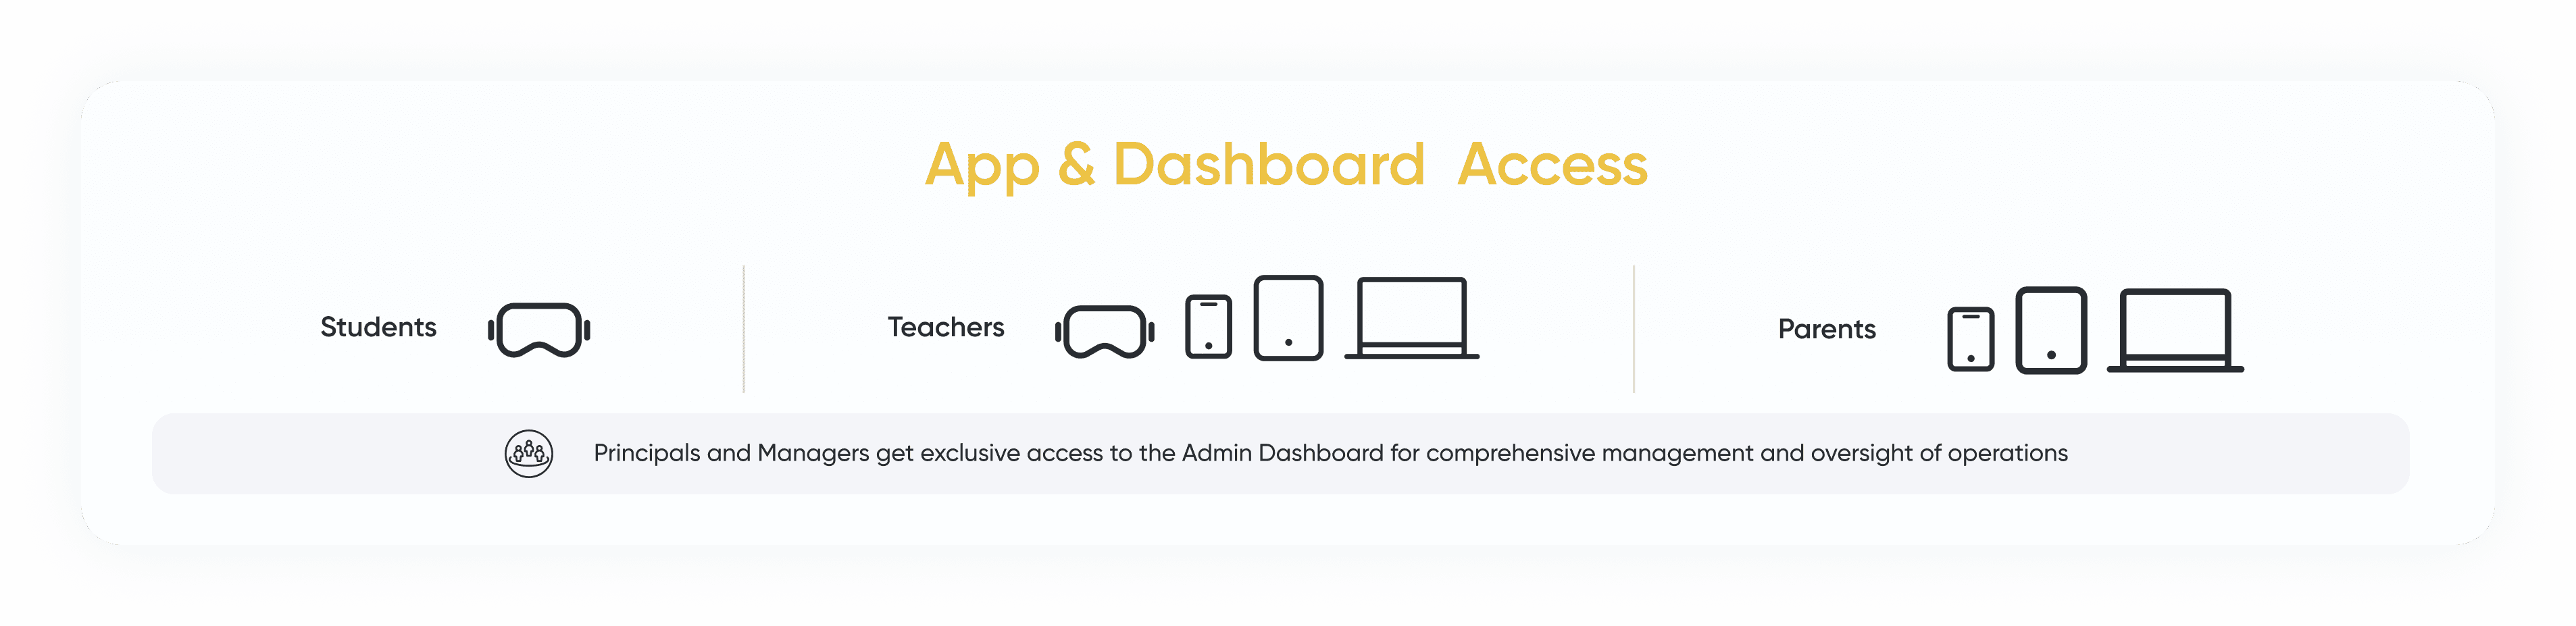 App & Dashboard Access
Students
Teachers
Parents
Principals and Managers get exclusive access to the Admin Dashboard for comprehensive management and oversight of operations